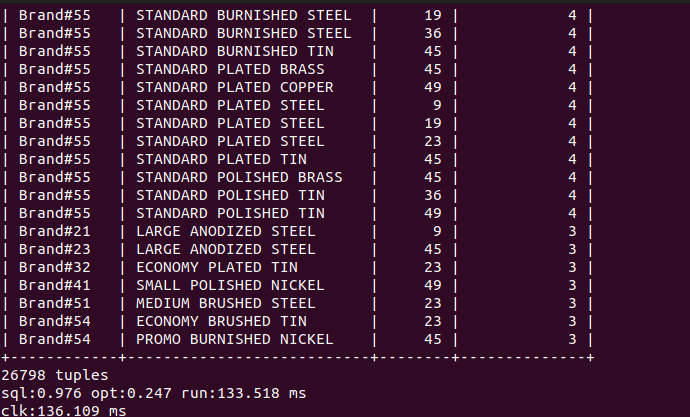 | Brand#55   | STANDARD BURNISHED STEEL  |     19 |            4 |
| Brand#55   | STANDARD BURNISHED STEEL  |     36 |            4 |
| Brand#55   | STANDARD BURNISHED TIN    |     45 |            4 |
| Brand#55   | STANDARD PLATED BRASS     |     45 |            4 |
| Brand#55   | STANDARD PLATED COPPER    |     49 |            4 |
| Brand#55   | STANDARD PLATED STEEL     |      9 |            4 |
| Brand#55   | STANDARD PLATED STEEL     |     19 |            4 |
| Brand#55   | STANDARD PLATED STEEL     |     23 |            4 |
| Brand#55   | STANDARD PLATED TIN       |     45 |            4 |
| Brand#55   | STANDARD POLISHED BRASS   |     45 |            4 |
| Brand#55   | STANDARD POLISHED TIN     |     36 |            4 |
| Brand#55   | STANDARD POLISHED TIN     |     49 |            4 |
| Brand#21   | LARGE ANODIZED STEEL      |      9 |            3 |
| Brand#23   | LARGE ANODIZED STEEL      |     45 |            3 |
| Brand#32   | ECONOMY PLATED TIN        |     23 |            3 |
| Brand#41   | SMALL POLISHED NICKEL     |     49 |            3 |
| Brand#51   | MEDIUM BRUSHED STEEL      |     23 |            3 |
| Brand#54   | ECONOMY BRUSHED TIN       |     23 |            3 |
| Brand#54   | PROMO BURNISHED NICKEL    |     45 |            3 |
+------------+---------------------------+--------+--------------+
26798 tuples
sql:0.976 opt:0.247 run:133.518 ms
clk:136.109 ms